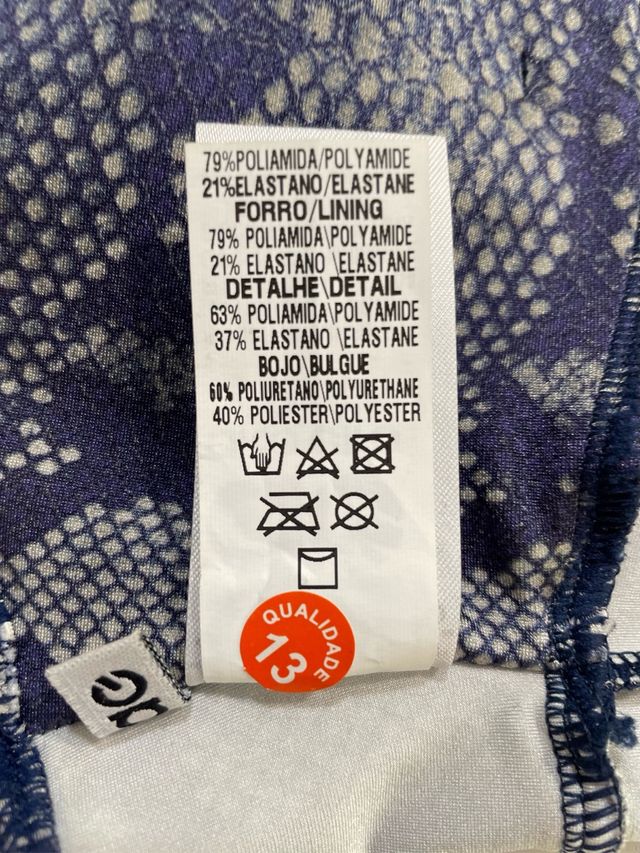 79%POLIAMIDA/POLYAMIDE
21%ELASTANO/ELASTANE
FORRO/LINING
79% POLIAMIDA\POLYAMIDE
21% ELASTANO \ELASTANE
DETALHE\DETAIL
63% POLIAMIDA\POLYAMIDE
37% ELASTANO \ELASTANE
BOJO\BULGUE
60% POLIURETANO\POLYURETHANE
40% POLIESTER\POLYESTER
QUALIDADE
13